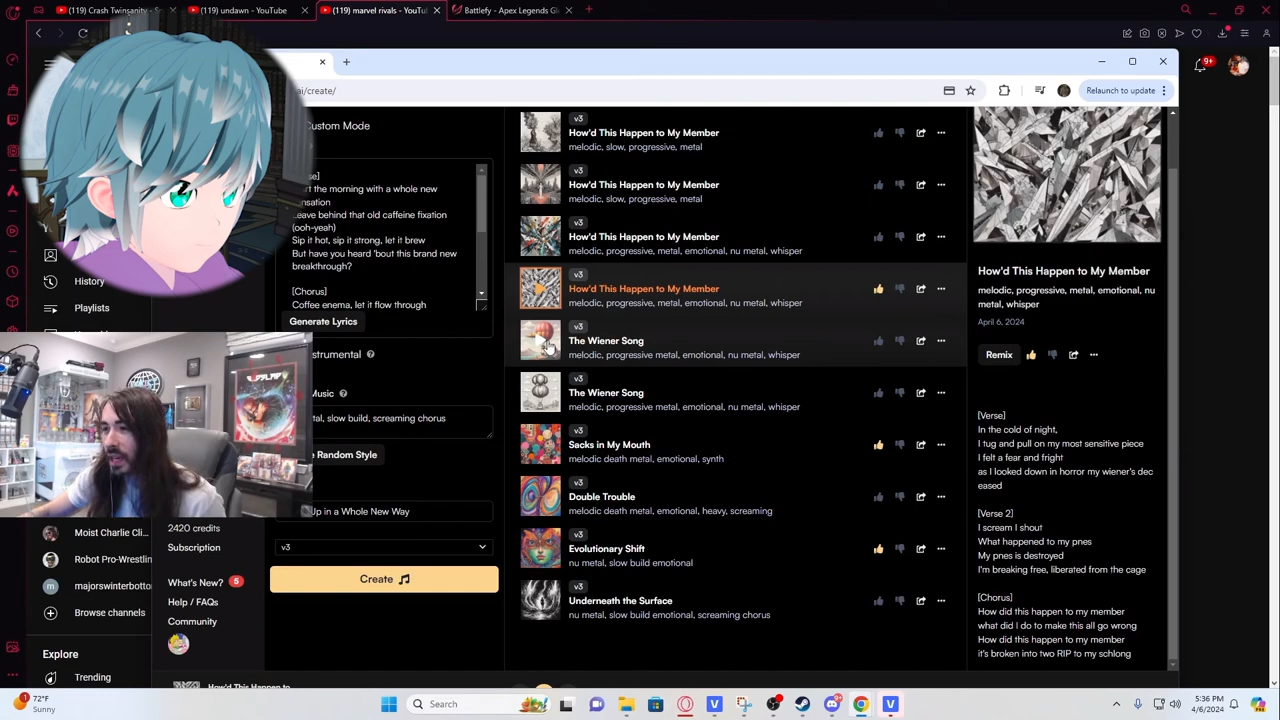 (119) Crash Twinsanity - S
(119) undawn - YouTube
(119) marvel rivals - YouTu
Battlefy - Apex Legends Gl
9+
ai/create/
Relaunch to update
Custom Mode
History
Playlists
Moist Charlie Cli...
Robot Pro-Wrestlin
majorswinterbotto
Browse channels
Explore
Trending
2420 credits
Subscription
What's New? 5
Help / FAQs
Community
rt the morning with a whole new
nsation
Leave behind that old caffeine fixation
(ooh-yeah)
Sip it hot, sip it strong, let it brew
But have you heard 'bout this brand new
breakthrough?
[Chorus]
Coffee enema, let it flow through
Generate Lyrics
nstrumental
Music
tal, slow build, screaming chorus
e Random Style
Up in a Whole New Way
v3
Create
v3
How'd This Happen to My Member
melodic, slow, progressive, metal
v3
How'd This Happen to My Member
melodic, slow, progressive, metal
v3
How'd This Happen to My Member
melodic, progressive, metal, emotional, nu metal, whisper
v3
How'd This Happen to My Member
melodic, progressive, metal, emotional, nu metal, whisper
v3
The Wiener Song
melodic, progressive metal, emotional, nu metal, whisper
v3
The Wiener Song
melodic, progressive metal, emotional, nu metal, whisper
v3
Sacks in My Mouth
melodic death metal, emotional, synth
v3
Double Trouble
melodic death metal, emotional, heavy, screaming
v3
Evolutionary Shift
nu metal, slow build emotional
v3
Underneath the Surface
nu metal, slow build emotional, screaming chorus
How'd This Happen to My Member
melodic, progressive, metal, emotional, nu
metal, whisper
April 6, 2024
Remix
[Verse]
In the cold of night,
I tug and pull on my most sensitive piece
I felt a fear and fright
as I looked down in horror my wiener's dec
eased
[Verse 2]
I scream I shout
What happened to my pnes
My pnes is destroyed
I'm breaking free, liberated from the cage
[Chorus]
How did this happen to my member
what did I do to make this all go wrong
How did this happen to my member
it's broken into two RIP to my schlong
How'd This Happen to
1
72°F
Sunny
Search
9+
5:36 PM
4/6/2024